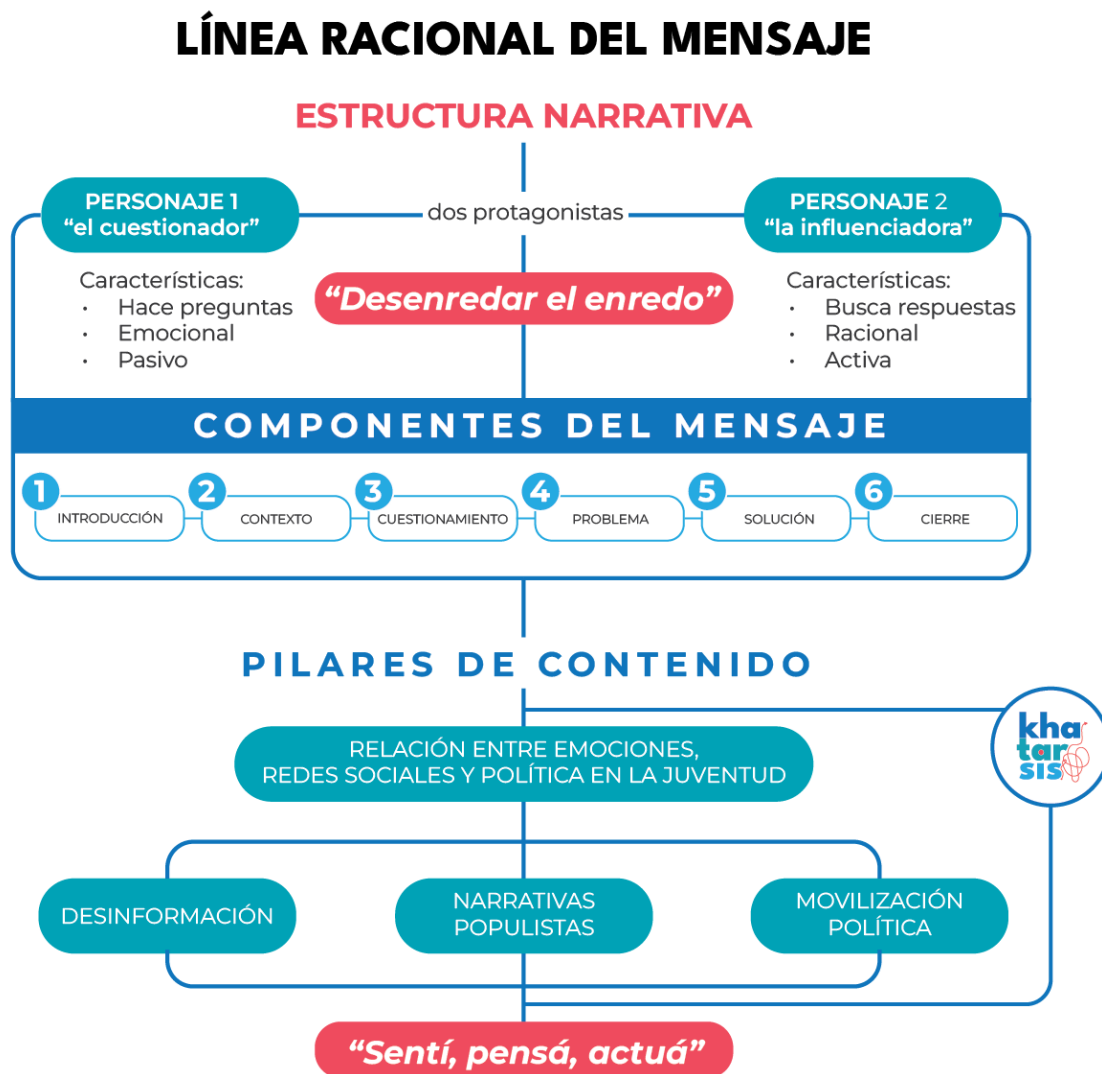 LÍNEA RACIONAL DEL MENSAJE
ESTRUCTURA NARRATIVA
PERSONAJE 1
“el cuestionador”
dos protagonistas
PERSONAJE 2
“la influenciadora”
Características:
· Hace preguntas
· Emocional
· Pasivo
“Desenredar el enredo”
Características:
· Busca respuestas
· Racional
· Activa
COMPONENTES DEL MENSAJE
1 INTRODUCCIÓN
2 CONTEXTO
3 CUESTIONAMIENTO
4 PROBLEMA
5 SOLUCIÓN
6 CIERRE
PILARES DE CONTENIDO
kha
tar
sis
RELACIÓN ENTRE EMOCIONES,
REDES SOCIALES Y POLÍTICA EN LA JUVENTUD
DESINFORMACIÓN
NARRATIVAS
POPULISTAS
MOVILIZACIÓN
POLÍTICA
“Sentí, pensá, actuá”